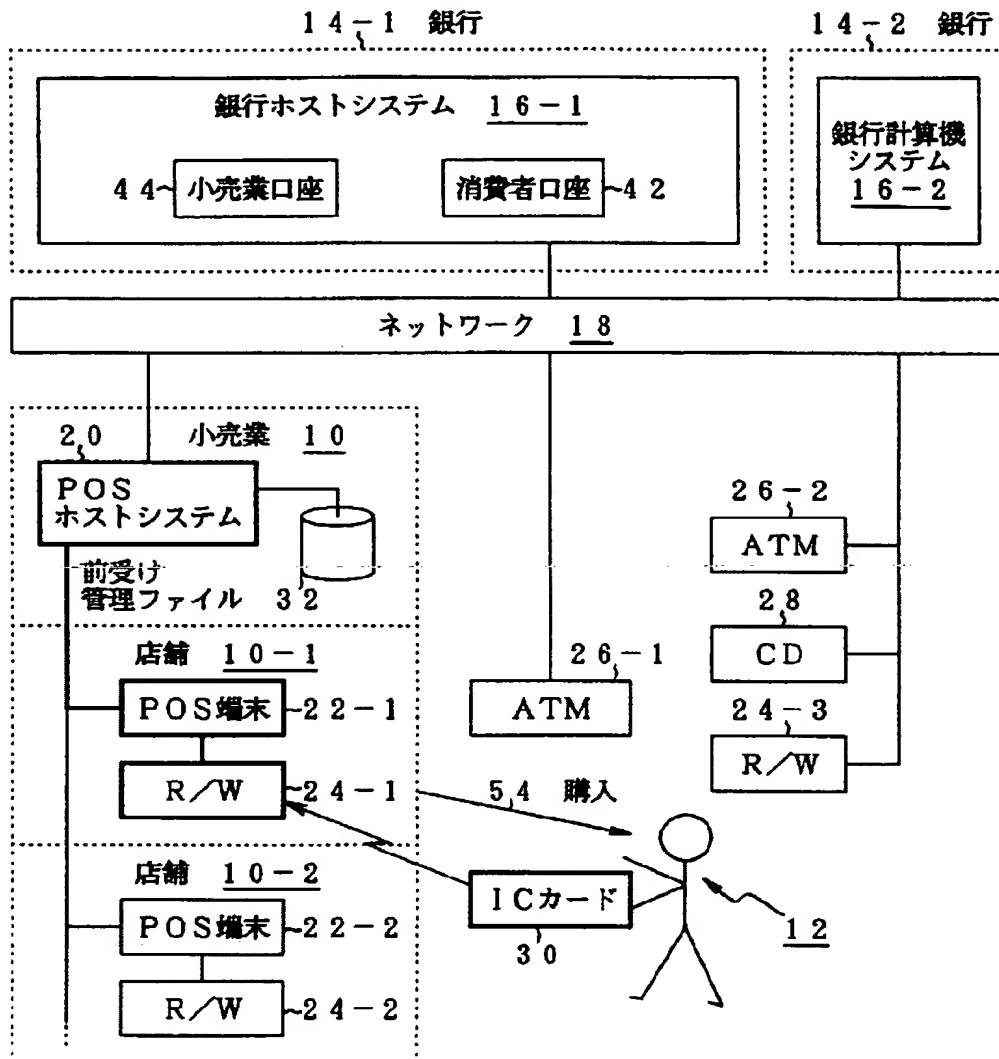 14-1 銀行
14-2 銀行
銀行ホストシステム 16-1
44 小売業口座
消費者口座 42
銀行計算機
システム
16-2
ネットワーク 18
20
小売業 10
POS
ホストシステム
前受け
管理ファイル 32
店舗 10-1
POS端末 22-1
R/W 24-1
店舗 10-2
POS端末 22-2
R/W 24-2
26-1
ATM
26-2
ATM
28
CD
24-3
R/W
54 購入
ICカード
30
12